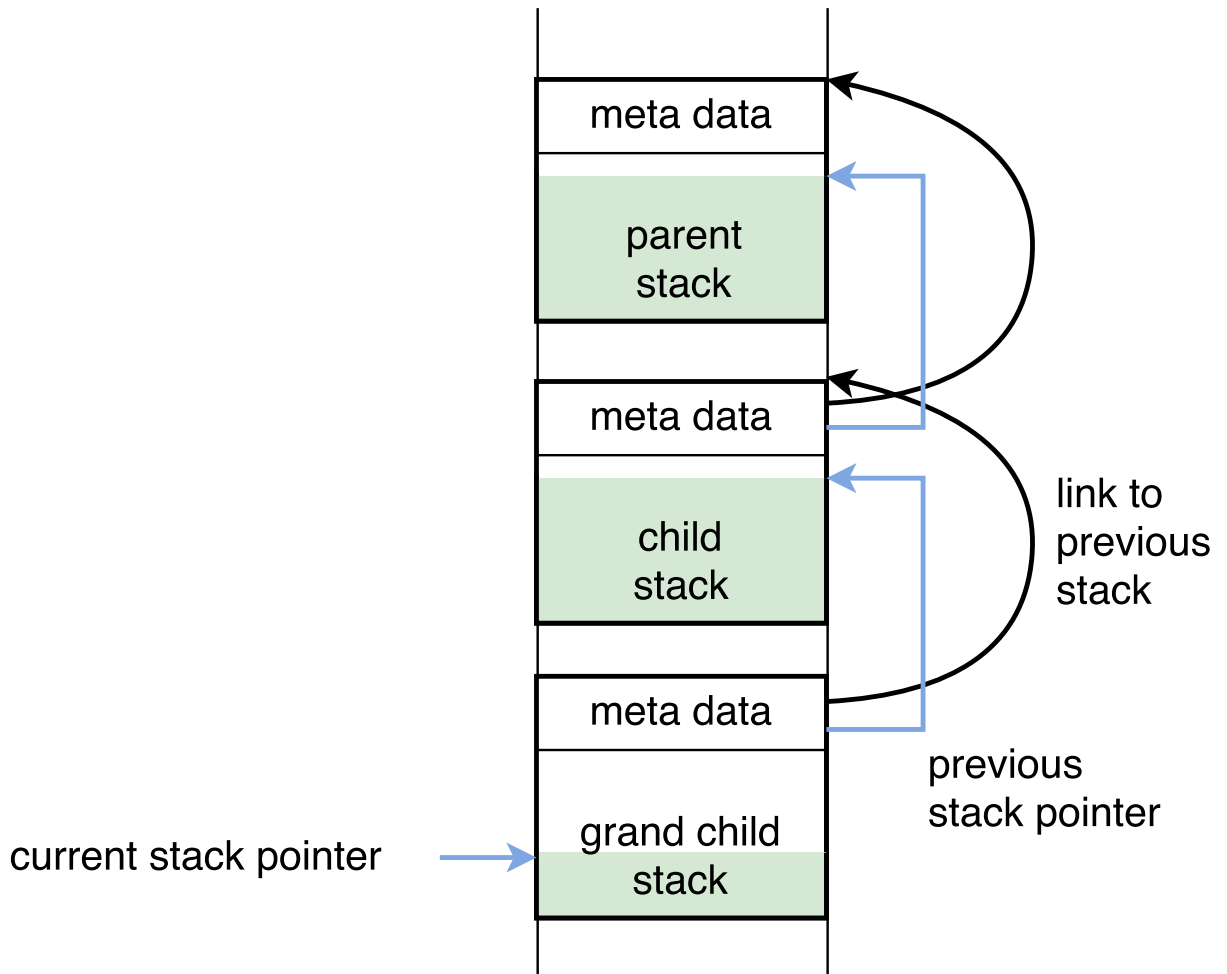 meta data
parent
stack
meta data
link to
previous
stack
child
stack
meta data
previous
stack pointer
grand child
stack
current stack pointer